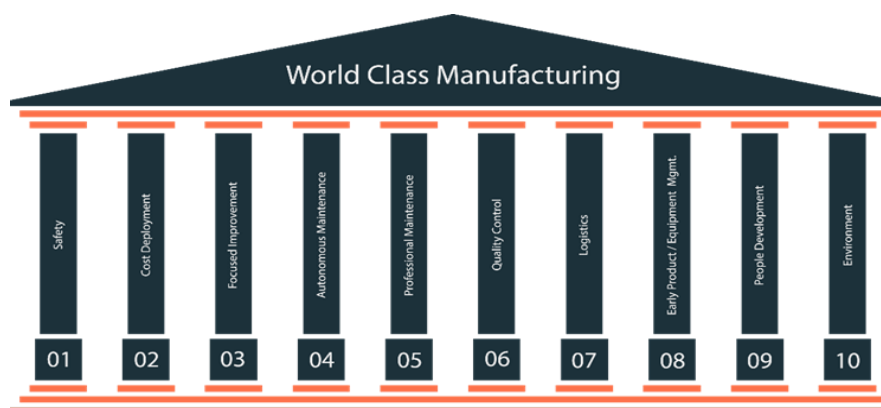 World Class Manufacturing
Safety
Cost Deployment
Focused Improvement
Autonomous Maintenance
Professional Maintenance
Quality Control
Logistics
Early Product / Equipment Mgmt.
People Development
Environment
01
02
03
04
05
06
07
08
09
10